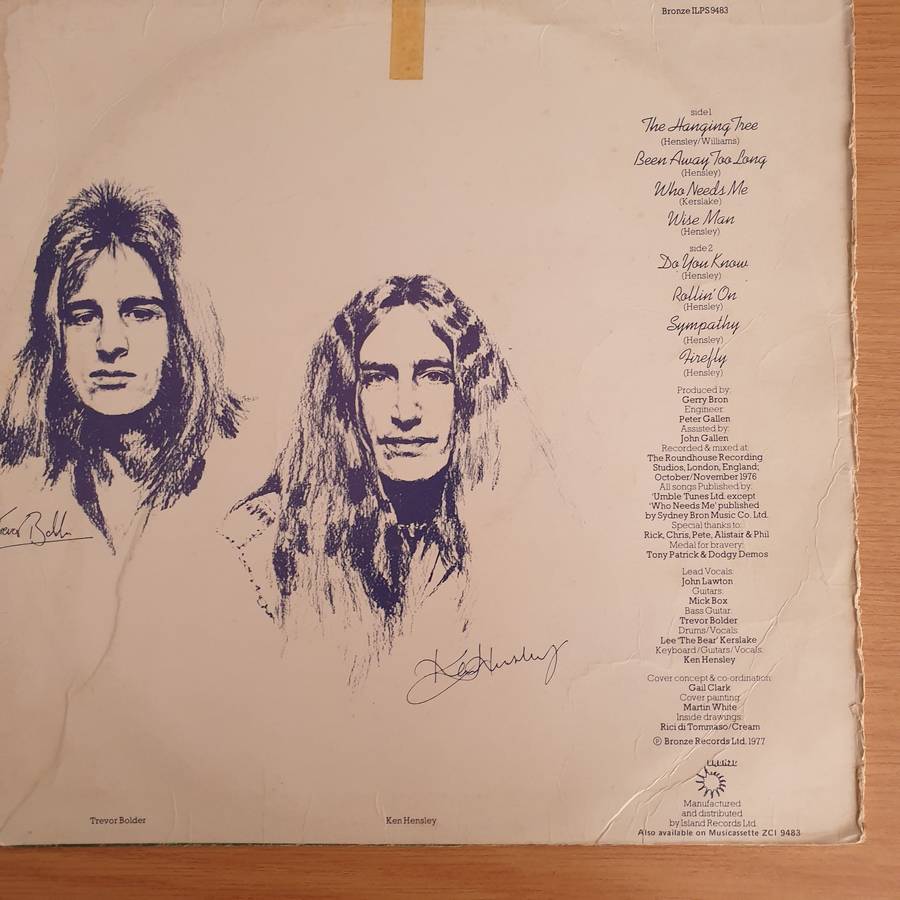 Bronze ILPS9483
side 1
The Hanging Tree
(Hensley/Williams)
Been Away Too Long
(Hensley)
Who Needs Me
(Kerslake)
Wise Man
(Hensley)
side 2
Do You Know
(Hensley)
Rollin' On
(Hensley)
Sympathy
(Hensley)
Firefly
(Hensley)
Produced by:
Gerry Bron
Engineer:
Peter Gallen
Assisted by:
John Gallen
Recorded & mixed at:
The Roundhouse Recording
Studios, London, England;
October/November 1976
All songs Published by:
'Umble Tunes Ltd. except
'Who Needs Me' published
by Sydney Bron Music Co. Ltd.
Special thanks to:
Rick, Chris, Pete, Alistair & Phil
Medal for bravery:
Tony Patrick & Dodgy Demos
Lead Vocals:
John Lawton
Guitars:
Mick Box
Bass Guitar:
Trevor Bolder
Drums/Vocals:
Lee 'The Bear' Kerslake
Keyboard/Guitars/Vocals:
Ken Hensley
Cover concept & co-ordination:
Gail Clark
Cover painting:
Martin White
Inside drawings:
Rici di Tommaso/Cream
℗ Bronze Records Ltd. 1977
BRONZE
Manufactured
and distributed
by Island Records Ltd.
Also available on Musicassette ZCI 9483
Ken Hensley
Trevor Bolder
Ken Hensley